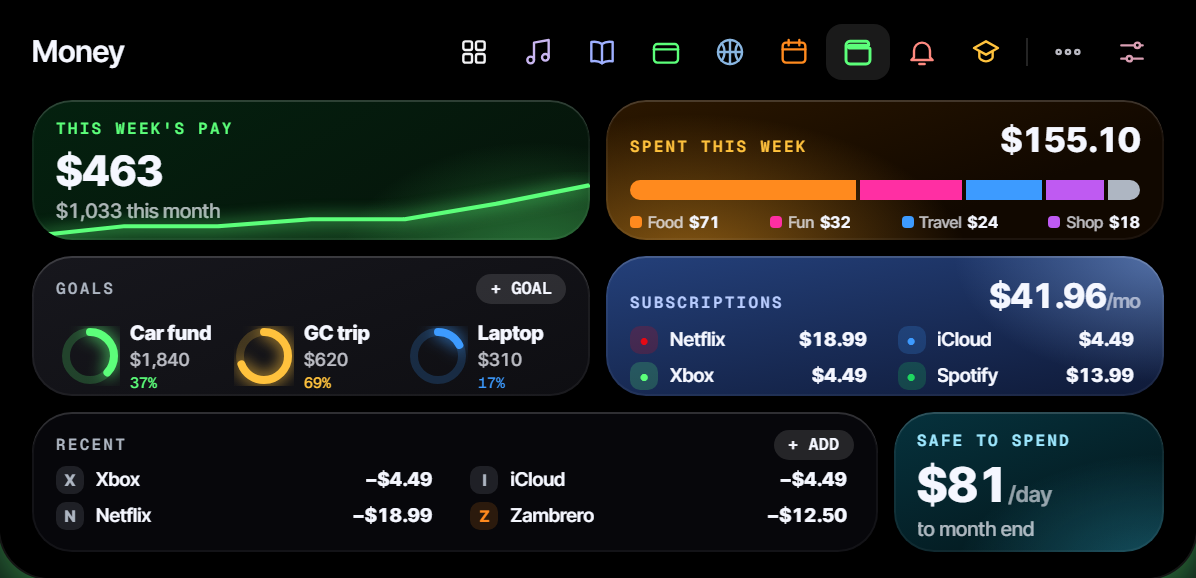 Money
THIS WEEK'S PAY
$463
$1,033 this month
SPENT THIS WEEK
$155.10
Food $71
Fun $32
Travel $24
Shop $18
GOALS
+ GOAL
Car fund
$1,840
37%
GC trip
$620
69%
Laptop
$310
17%
SUBSCRIPTIONS
$41.96/mo
Netflix $18.99
iCloud $4.49
Xbox $4.49
Spotify $13.99
RECENT
+ ADD
X Xbox −$4.49
I iCloud −$4.49
N Netflix −$18.99
Z Zambrero −$12.50
SAFE TO SPEND
$81/day
to month end